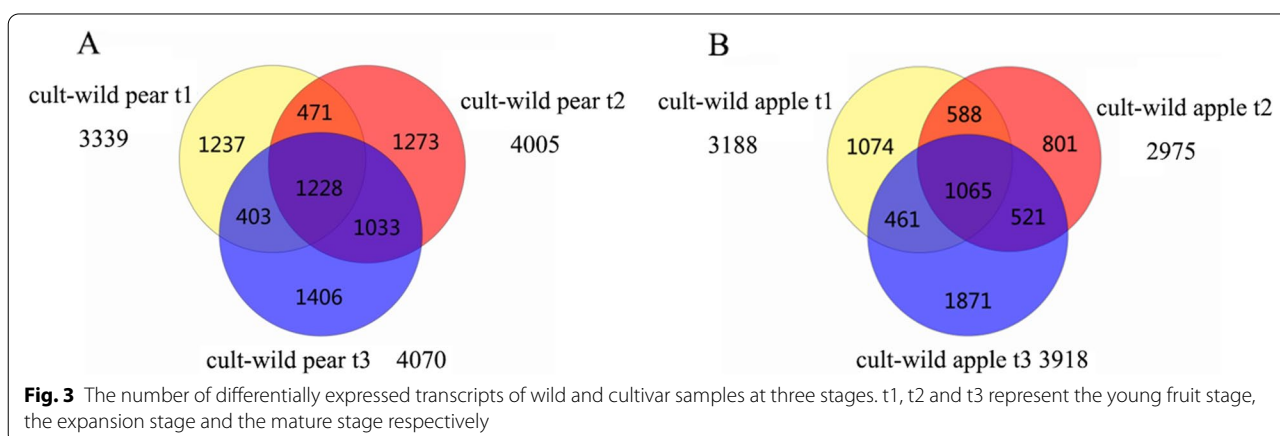 A
cult-wild pear t1
3339
cult-wild pear t2
4005
471
1237
1273
1228
403
1033
1406
cult-wild pear t3 4070
B
cult-wild apple t1
3188
cult-wild apple t2
2975
588
1074
801
1065
461
521
1871
cult-wild apple t3 3918
Fig. 3 The number of differentially expressed transcripts of wild and cultivar samples at three stages. t1, t2 and t3 represent the young fruit stage,
the expansion stage and the mature stage respectively